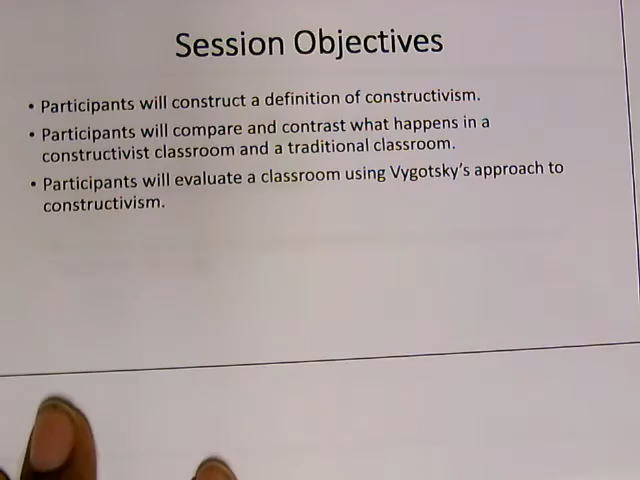 Session Objectives
• Participants will construct a definition of constructivism.
• Participants will compare and contrast what happens in a
constructivist classroom and a traditional classroom.
• Participants will evaluate a classroom using Vygotsky's approach to
constructivism.